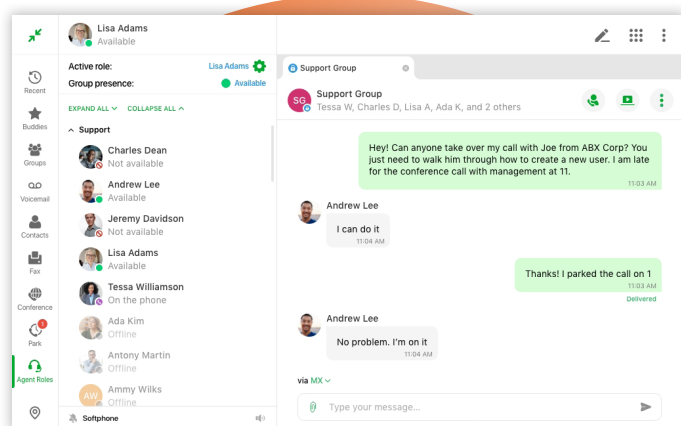 Lisa Adams
Available
Recent
Buddies
Groups
Voicemail
Contacts
Fax
Conference
1
Park
Agent Roles
Active role:
Lisa Adams
Group presence:
Available
EXPAND ALL
COLLAPSE ALL
Support
Charles Dean
Not available
Andrew Lee
Available
Jeremy Davidson
Not available
Lisa Adams
Available
Tessa Williamson
On the phone
Ada Kim
Offline
Antony Martin
Offline
AW
Ammy Wilks
Offline
Softphone
Support Group
SG
Support Group
Tessa W, Charles D, Lisa A, Ada K, and 2 others
Hey! Can anyone take over my call with Joe from ABX Corp? You
just need to walk him through how to create a new user. I am late
for the conference call with management at 11.
11:03 AM
Andrew Lee
I can do it
11:04 AM
Thanks! I parked the call on 1
11:03 AM
Delivered
Andrew Lee
No problem. I'm on it
11:04 AM
via MX
Type your message...